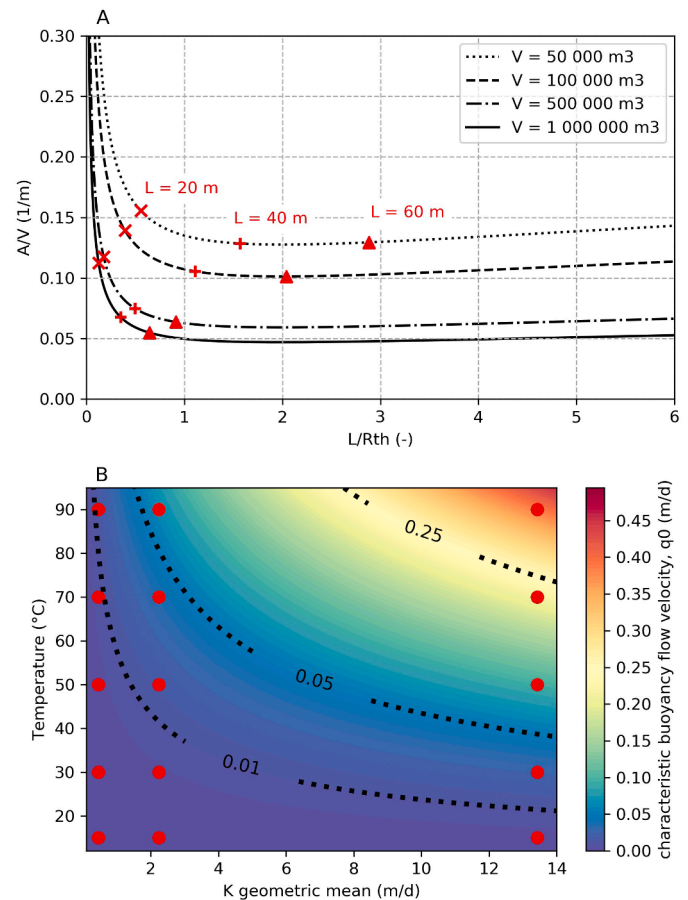 A
0.30
0.25
0.20
0.15
0.10
0.05
0.00
A/V (1/m)
V = 50 000 m3
V = 100 000 m3
V = 500 000 m3
V = 1 000 000 m3
L = 20 m
L = 40 m
L = 60 m
0 1 2 3 4 5 6
L/Rth (-)
B
90
80
70
60
50
40
30
20
Temperature (°C)
0.25
0.05
0.01
2 4 6 8 10 12 14
K geometric mean (m/d)
0.45
0.40
0.35
0.30
0.25
0.20
0.15
0.10
0.05
0.00
characteristic buoyancy flow velocity, q0 (m/d)